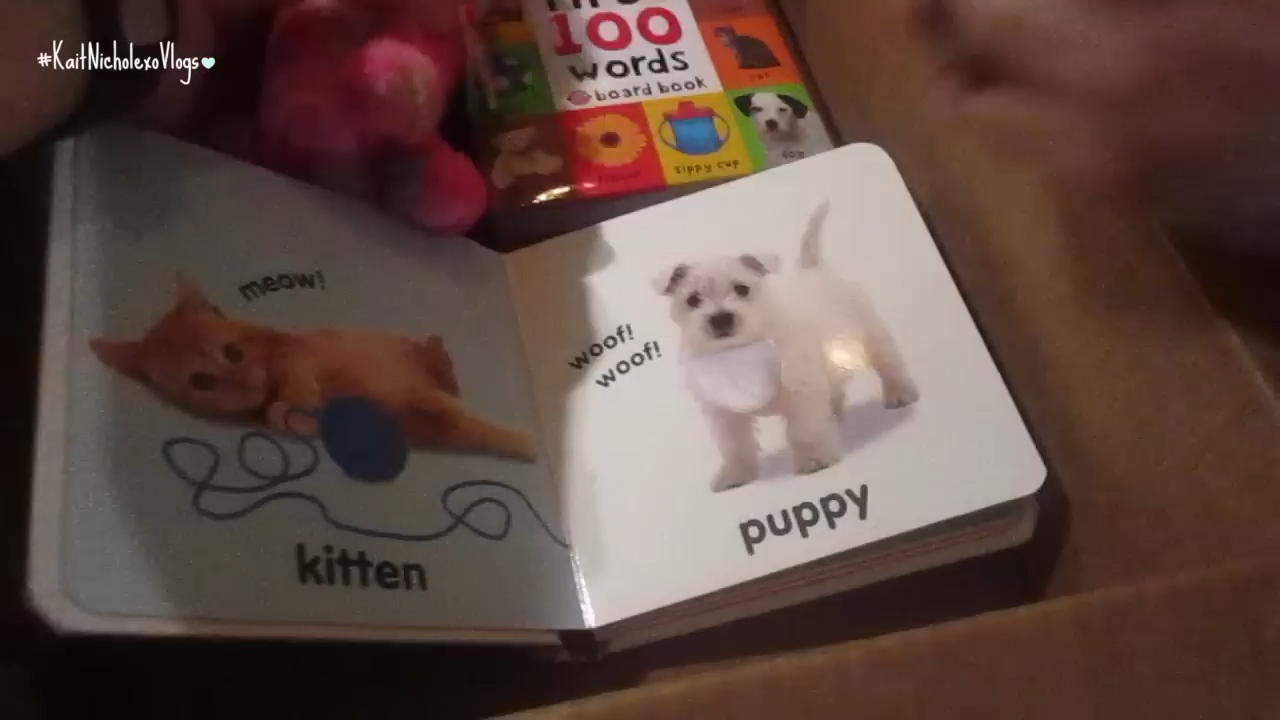 #KaitNicholexoVlogs
100
words
board book
cat
sippy cup
dog
meow!
woof!
woof!
kitten
puppy